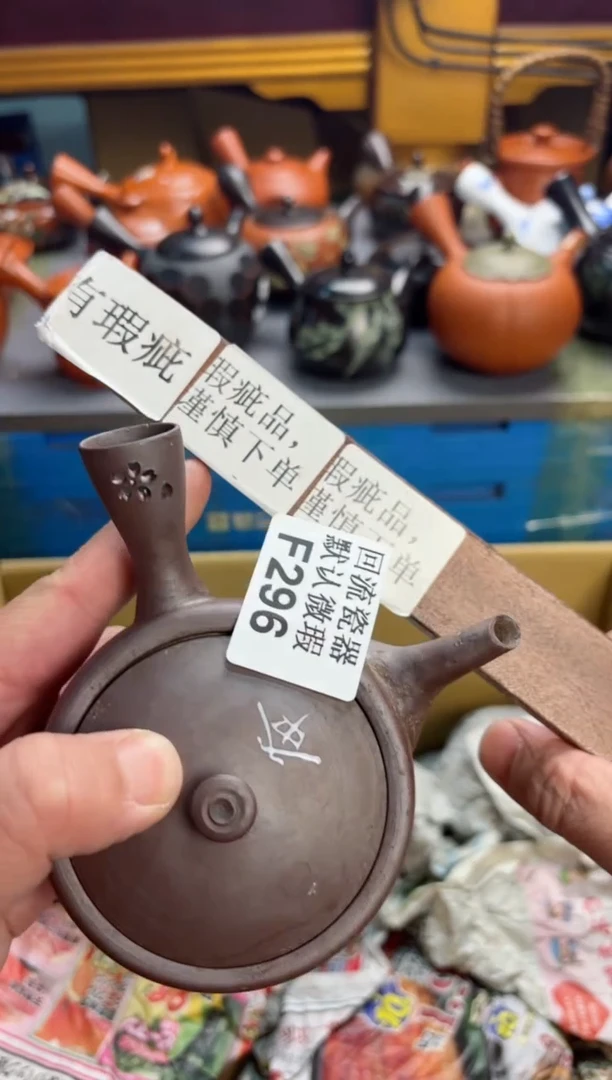 有瑕疵
瑕疵品，
谨慎下单
瑕疵品，
谨慎下单
回流瓷器
默认微瑕
F296